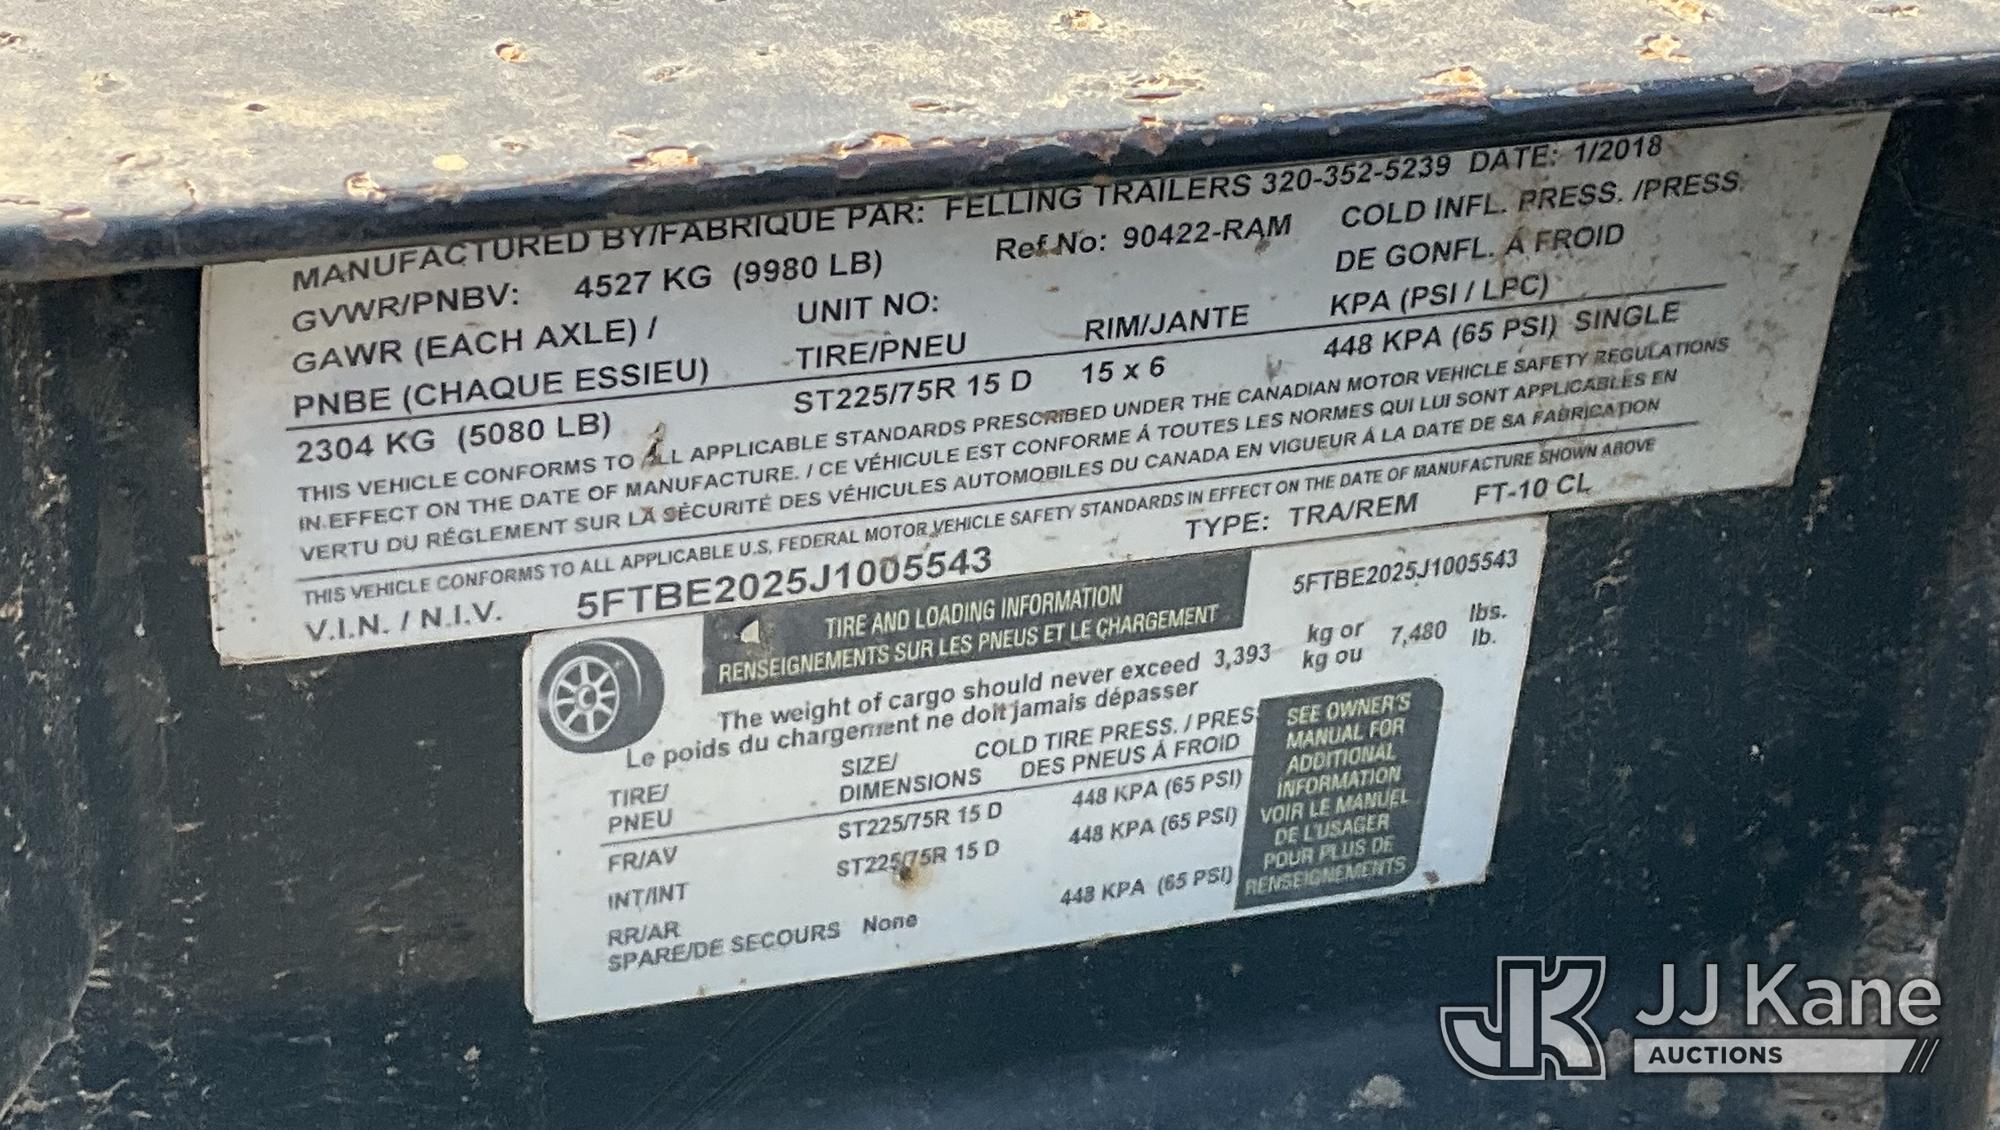 MANUFACTURED BY/FABRIQUE PAR: FELLING TRAILERS 320-352-5239 DATE: 1/2018
GVWR/PNBV: 4527 KG (9980 LB) Ref No: 90422-RAM COLD INFL. PRESS. /PRESS.
DE GONFL. Á FROID
GAWR (EACH AXLE) / UNIT NO: KPA (PSI / LPC)
PNBE (CHAQUE ESSIEU) TIRE/PNEU RIM/JANTE
2304 KG (5080 LB) ST225/75R 15 D 15 x 6 448 KPA (65 PSI) SINGLE
THIS VEHICLE CONFORMS TO ALL APPLICABLE STANDARDS PRESCRIBED UNDER THE CANADIAN MOTOR VEHICLE SAFETY REGULATIONS
IN EFFECT ON THE DATE OF MANUFACTURE. / CE VÉHICULE EST CONFORME Á TOUTES LES NORMES QUI LUI SONT APPLICABLES EN
VERTU DU RÉGLEMENT SUR LA SÉCURITÉ DES VÉHICULES AUTOMOBILES DU CANADA EN VIGUEUR Á LA DATE DE SA FABRICATION
THIS VEHICLE CONFORMS TO ALL APPLICABLE U.S. FEDERAL MOTOR VEHICLE SAFETY STANDARDS IN EFFECT ON THE DATE OF MANUFACTURE SHOWN ABOVE
V.I.N. / N.I.V. 5FTBE2025J1005543 TYPE: TRA/REM FT-10 CL
TIRE AND LOADING INFORMATION 5FTBE2025J1005543
RENSEIGNEMENTS SUR LES PNEUS ET LE CHARGEMENT
The weight of cargo should never exceed 3,393 kg or 7,480 lbs.
Le poids du chargement ne doit jamais dépasser kg ou lb.
TIRE/ SIZE/ COLD TIRE PRESS. / PRESS
PNEU DIMENSIONS DES PNEUS À FROID
FR/AV ST225/75R 15 D 448 KPA (65 PSI)
INT/INT ST225/75R 15 D 448 KPA (65 PSI)
RR/AR
SPARE/DE SECOURS None 448 KPA (65 PSI)
SEE OWNER'S
MANUAL FOR
ADDITIONAL
INFORMATION
VOIR LE MANUEL
DE L'USAGER
POUR PLUS DE
RENSEIGNEMENTS
JK JJ Kane
AUCTIONS